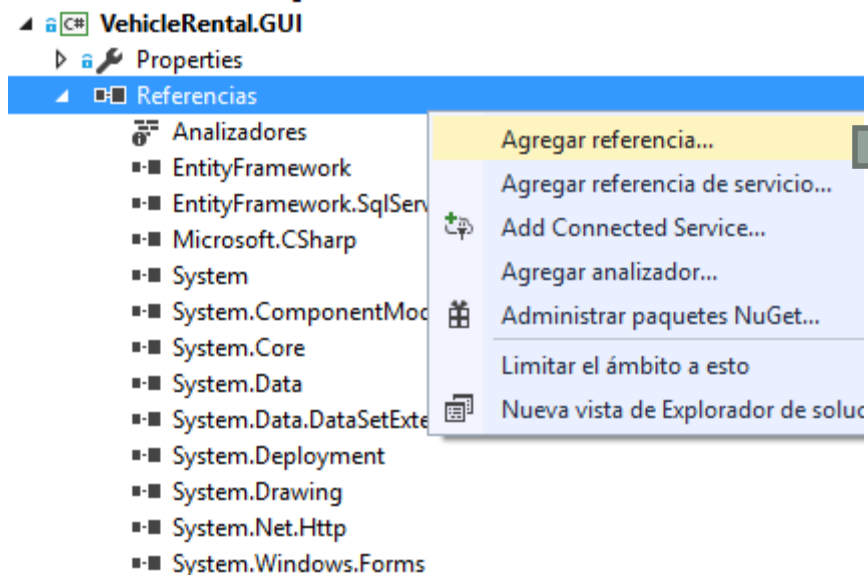 C# VehicleRental.GUI
Properties
Referencias
Analizadores
EntityFramework
EntityFramework.SqlServ
Microsoft.CSharp
System
System.ComponentMod
System.Core
System.Data
System.Data.DataSetExte
System.Deployment
System.Drawing
System.Net.Http
System.Windows.Forms
Agregar referencia...
Agregar referencia de servicio...
Add Connected Service...
Agregar analizador...
Administrar paquetes NuGet...
Limitar el ámbito a esto
Nueva vista de Explorador de soluc